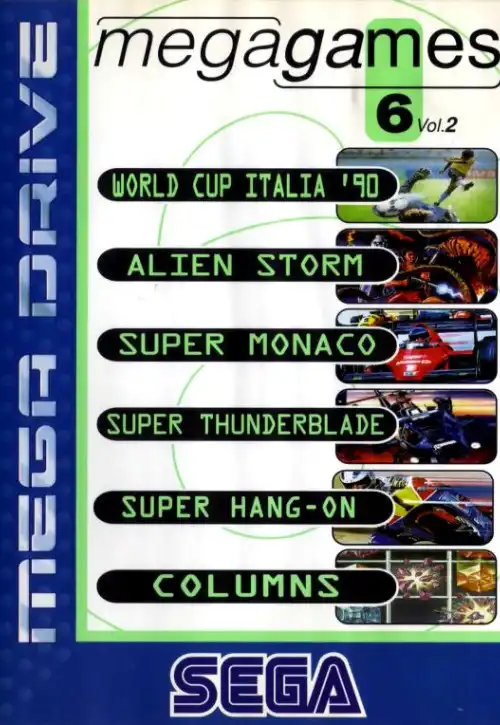 megagames
6 Vol.2
MEGA DRIVE
WORLD CUP ITALIA '90
ALIEN STORM
SUPER MONACO
SUPER THUNDERBLADE
SUPER HANG-ON
COLUMNS
SEGA